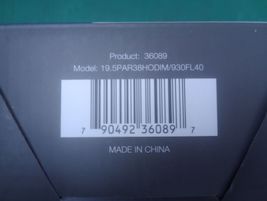 Product: 36089
Model: 19.5PAR38HODIM/930FL40
7 90492 36089 7
MADE IN CHINA